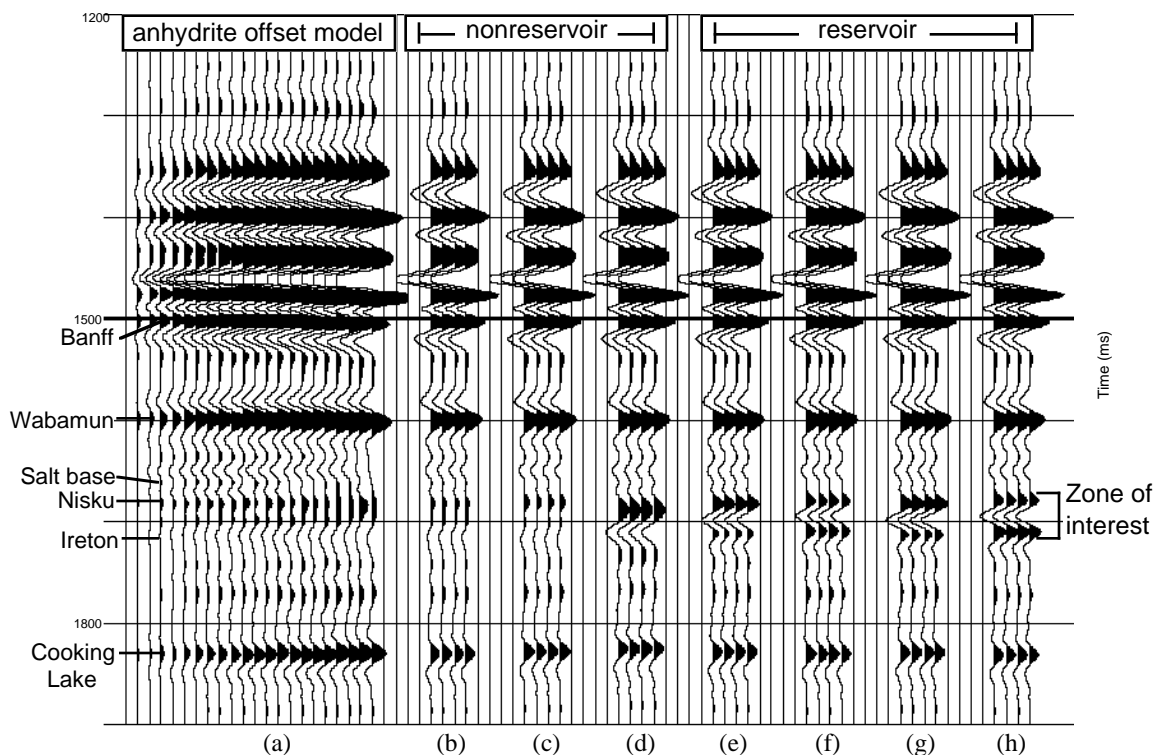 1200
anhydrite offset model
nonreservoir
reservoir
1500
Banff
Time (ms)
Wabamun
Salt base
Nisku
Zone of
interest
Ireton
1800
Cooking
Lake
(a)
(b)
(c)
(d)
(e)
(f)
(g)
(h)